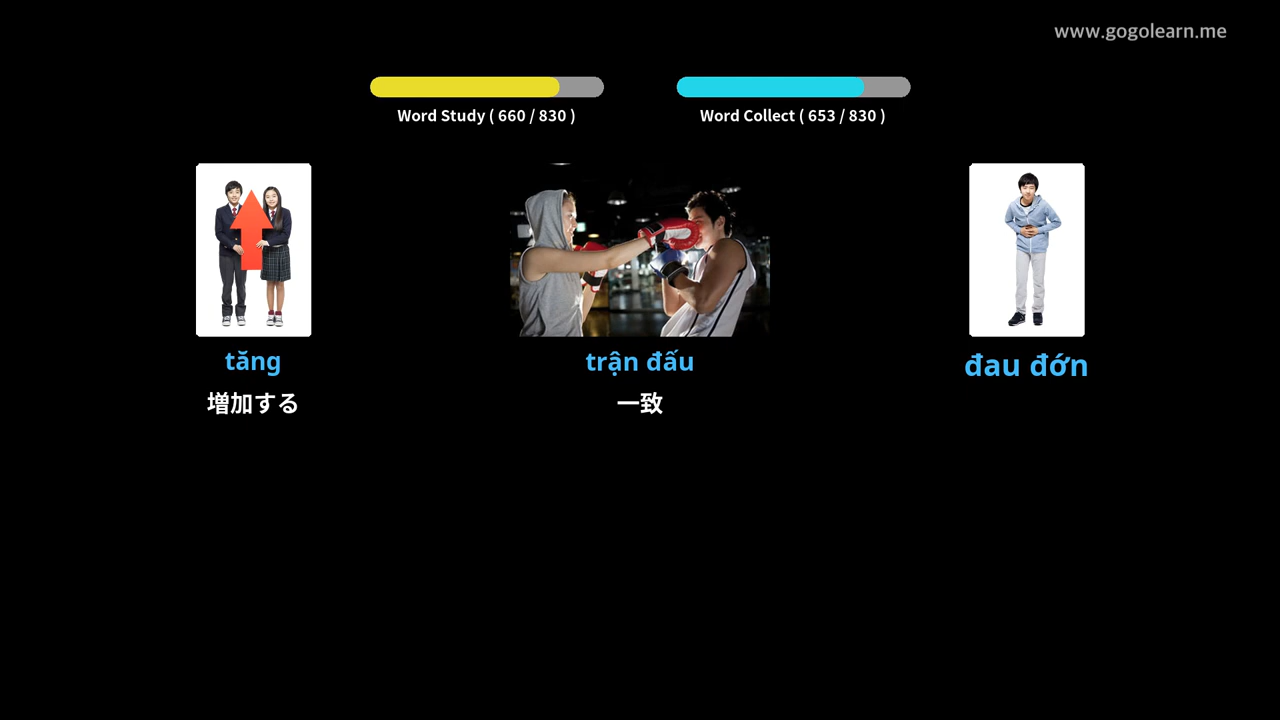 www.gogolearn.me
Word Study ( 660 / 830 )
Word Collect ( 653 / 830 )
tăng
増加する
trận đấu
一致
đau đớn